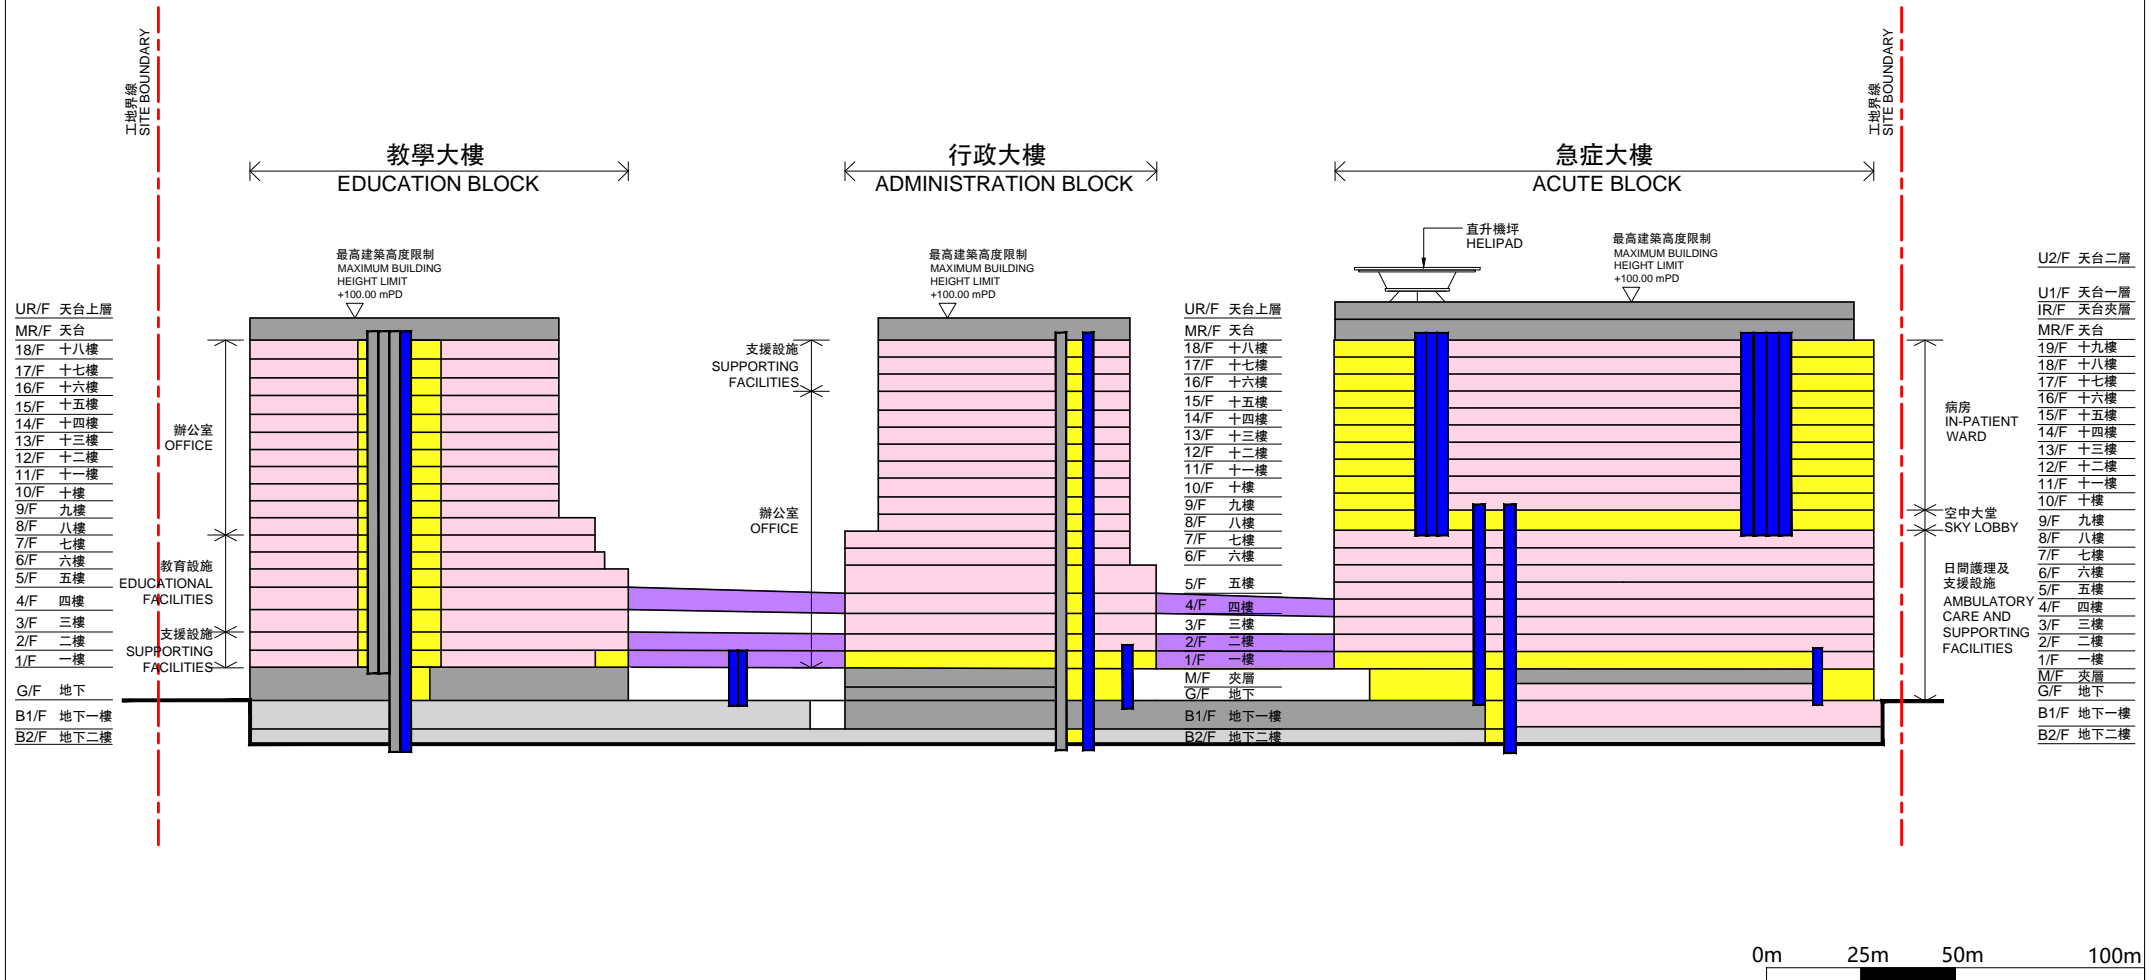 工地界線
SITE BOUNDARY
工地界線
SITE BOUNDARY
教學大樓
EDUCATION BLOCK
行政大樓
ADMINISTRATION BLOCK
急症大樓
ACUTE BLOCK
最高建築高度限制
MAXIMUM BUILDING
HEIGHT LIMIT
+100.00 mPD
最高建築高度限制
MAXIMUM BUILDING
HEIGHT LIMIT
+100.00 mPD
直升機坪
HELIPAD
最高建築高度限制
MAXIMUM BUILDING
HEIGHT LIMIT
+100.00 mPD
UR/F 天台上層
MR/F 天台
18/F 十八樓
17/F 十七樓
16/F 十六樓
15/F 十五樓
14/F 十四樓
13/F 十三樓
12/F 十二樓
11/F 十一樓
10/F 十樓
9/F 九樓
8/F 八樓
7/F 七樓
6/F 六樓
5/F 五樓
4/F 四樓
3/F 三樓
2/F 二樓
1/F 一樓
G/F 地下
B1/F 地下一樓
B2/F 地下二樓
辦公室
OFFICE
教育設施
EDUCATIONAL
FACILITIES
支援設施
SUPPORTING
FACILITIES
支援設施
SUPPORTING
FACILITIES
辦公室
OFFICE
UR/F 天台上層
MR/F 天台
18/F 十八樓
17/F 十七樓
16/F 十六樓
15/F 十五樓
14/F 十四樓
13/F 十三樓
12/F 十二樓
11/F 十一樓
10/F 十樓
9/F 九樓
8/F 八樓
7/F 七樓
6/F 六樓
5/F 五樓
4/F 四樓
3/F 三樓
2/F 二樓
1/F 一樓
M/F 夾層
G/F 地下
B1/F 地下一樓
B2/F 地下二樓
病房
IN-PATIENT
WARD
空中大堂
SKY LOBBY
日間護理及
支援設施
AMBULATORY
CARE AND
SUPPORTING
FACILITIES
U2/F 天台二層
U1/F 天台一層
IR/F 天台夾層
MR/F 天台
19/F 十九樓
18/F 十八樓
17/F 十七樓
16/F 十六樓
15/F 十五樓
14/F 十四樓
13/F 十三樓
12/F 十二樓
11/F 十一樓
10/F 十樓
9/F 九樓
8/F 八樓
7/F 七樓
6/F 六樓
5/F 五樓
4/F 四樓
3/F 三樓
2/F 二樓
1/F 一樓
M/F 夾層
G/F 地下
B1/F 地下一樓
B2/F 地下二樓
0m 25m 50m 100m